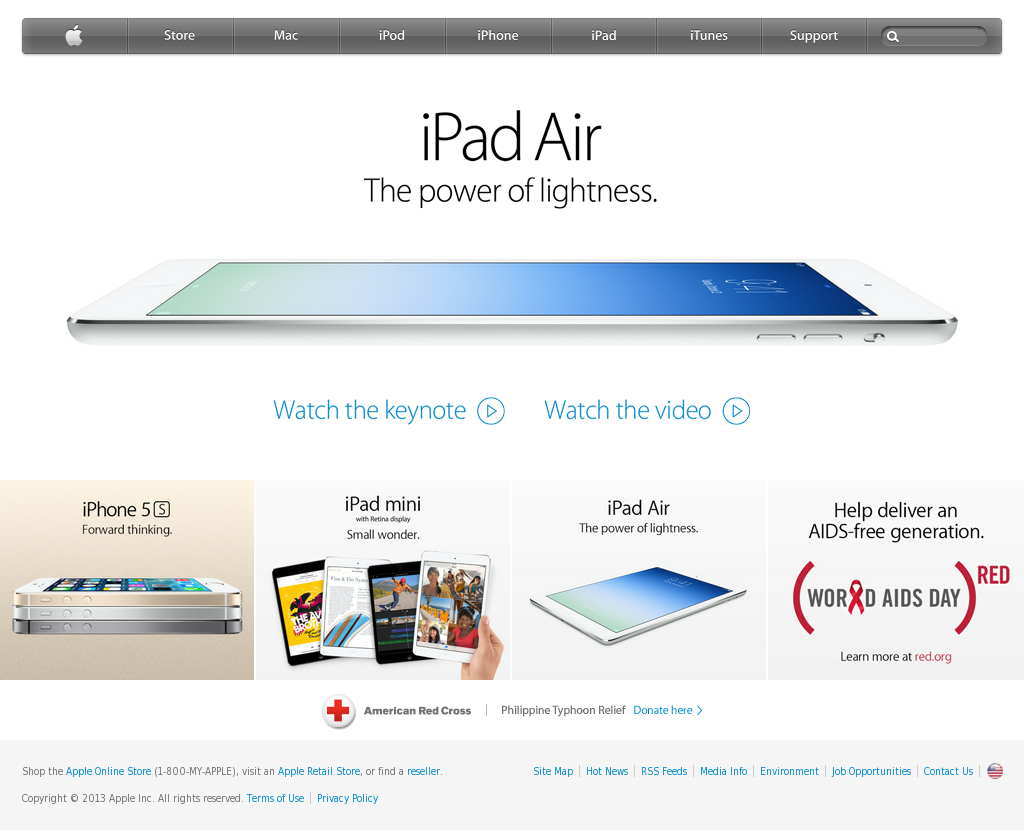 Store Mac iPod iPhone iPad iTunes Support
iPad Air
The power of lightness.
Watch the keynote Watch the video
iPhone 5S
Forward thinking.
iPad mini
with Retina display
Small wonder.
iPad Air
The power of lightness.
Help deliver an
AIDS-free generation.
(WORLD AIDS DAY)RED
Learn more at red.org
American Red Cross | Philippine Typhoon Relief Donate here >
Shop the Apple Online Store (1-800-MY-APPLE), visit an Apple Retail Store, or find a reseller.
Site Map | Hot News | RSS Feeds | Media Info | Environment | Job Opportunities | Contact Us |
Copyright © 2013 Apple Inc. All rights reserved. Terms of Use | Privacy Policy